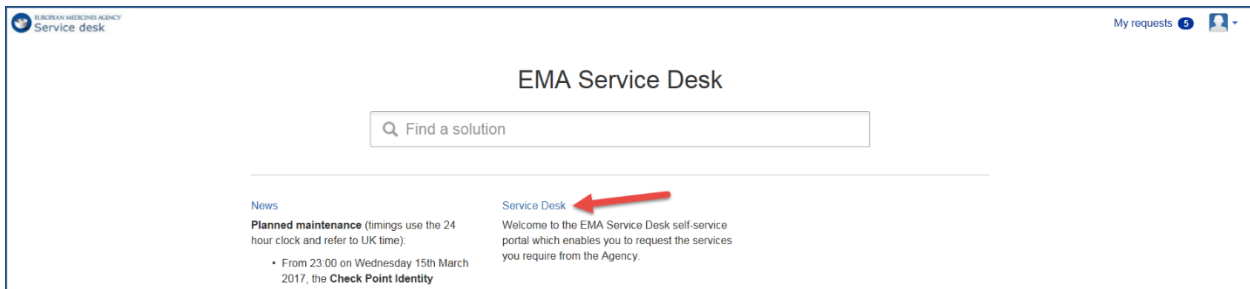 EUROPEAN MEDICINES AGENCY
Service desk
My requests 5
EMA Service Desk
Find a solution
News
Planned maintenance (timings use the 24
hour clock and refer to UK time):
• From 23:00 on Wednesday 15th March
2017, the Check Point Identity
Service Desk
Welcome to the EMA Service Desk self-service
portal which enables you to request the services
you require from the Agency.